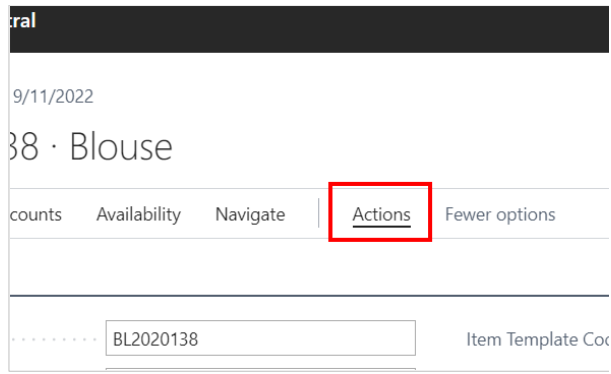 tral
9/11/2022
38 · Blouse
counts Availability Navigate Actions Fewer options
BL2020138 Item Template Cod